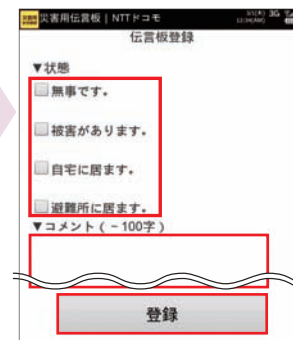 災害用伝言板 | NTTドコモ
3G
伝言板登録
▼状態
無事です。
被害があります。
自宅に居ます。
避難所に居ます。
▼コメント ( ~100字 )
登録